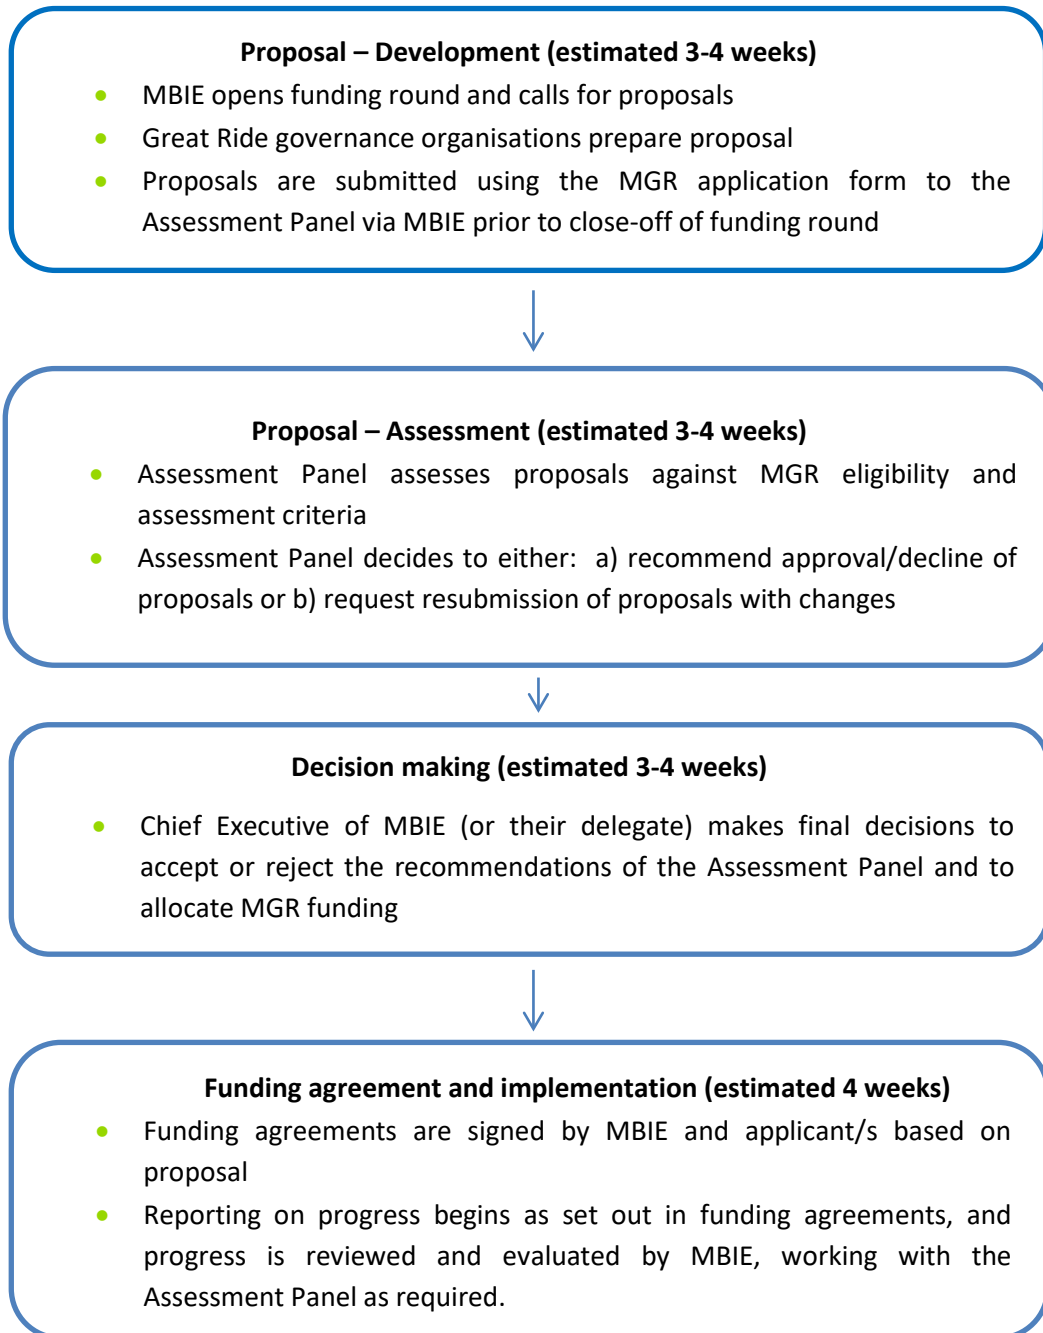 Proposal – Development (estimated 3-4 weeks)
• MBIE opens funding round and calls for proposals
• Great Ride governance organisations prepare proposal
• Proposals are submitted using the MGR application form to the
Assessment Panel via MBIE prior to close-off of funding round
Proposal – Assessment (estimated 3-4 weeks)
• Assessment Panel assesses proposals against MGR eligibility and
assessment criteria
• Assessment Panel decides to either: a) recommend approval/decline of
proposals or b) request resubmission of proposals with changes
Decision making (estimated 3-4 weeks)
• Chief Executive of MBIE (or their delegate) makes final decisions to
accept or reject the recommendations of the Assessment Panel and to
allocate MGR funding
Funding agreement and implementation (estimated 4 weeks)
• Funding agreements are signed by MBIE and applicant/s based on
proposal
• Reporting on progress begins as set out in funding agreements, and
progress is reviewed and evaluated by MBIE, working with the
Assessment Panel as required.